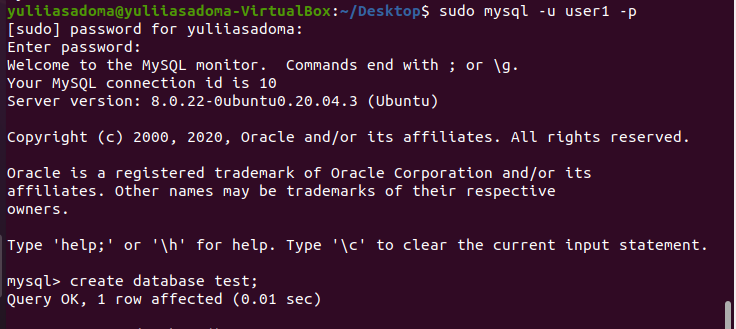 yuliiasadoma@yuliiasadoma-VirtualBox:~/Desktop$ sudo mysql -u user1 -p
[sudo] password for yuliiasadoma:
Enter password:
Welcome to the MySQL monitor.  Commands end with ; or \g.
Your MySQL connection id is 10
Server version: 8.0.22-0ubuntu0.20.04.3 (Ubuntu)

Copyright (c) 2000, 2020, Oracle and/or its affiliates. All rights reserved.

Oracle is a registered trademark of Oracle Corporation and/or its
affiliates. Other names may be trademarks of their respective
owners.

Type 'help;' or '\h' for help. Type '\c' to clear the current input statement.

mysql> create database test;
Query OK, 1 row affected (0.01 sec)